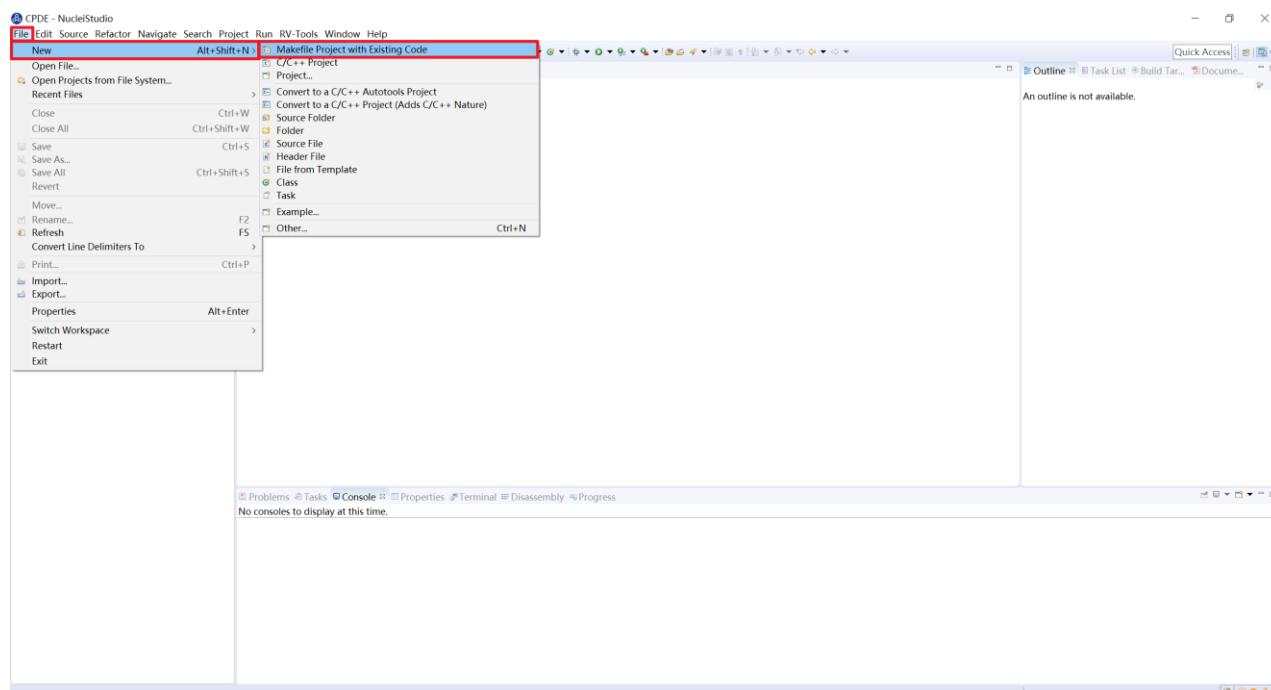 CPDE - NucleiStudio
File Edit Source Refactor Navigate Search Project Run RV-Tools Window Help
New Alt+Shift+N >
Open File...
Open Projects from File System...
Recent Files >
Close Ctrl+W
Close All Ctrl+Shift+W
Save Ctrl+S
Save As...
Save All Ctrl+Shift+S
Revert
Move...
Rename... F2
Refresh F5
Convert Line Delimiters To >
Print... Ctrl+P
Import...
Export...
Properties Alt+Enter
Switch Workspace >
Restart
Exit
Makefile Project with Existing Code
C/C++ Project
Project...
Convert to a C/C++ Autotools Project
Convert to a C/C++ Project (Adds C/C++ Nature)
Source Folder
Folder
Source File
Header File
File from Template
Class
Task
Example...
Other... Ctrl+N
Quick Access
Outline Task List Build Tar... Docume...
An outline is not available.
Problems Tasks Console Properties Terminal Disassembly Progress
No consoles to display at this time.